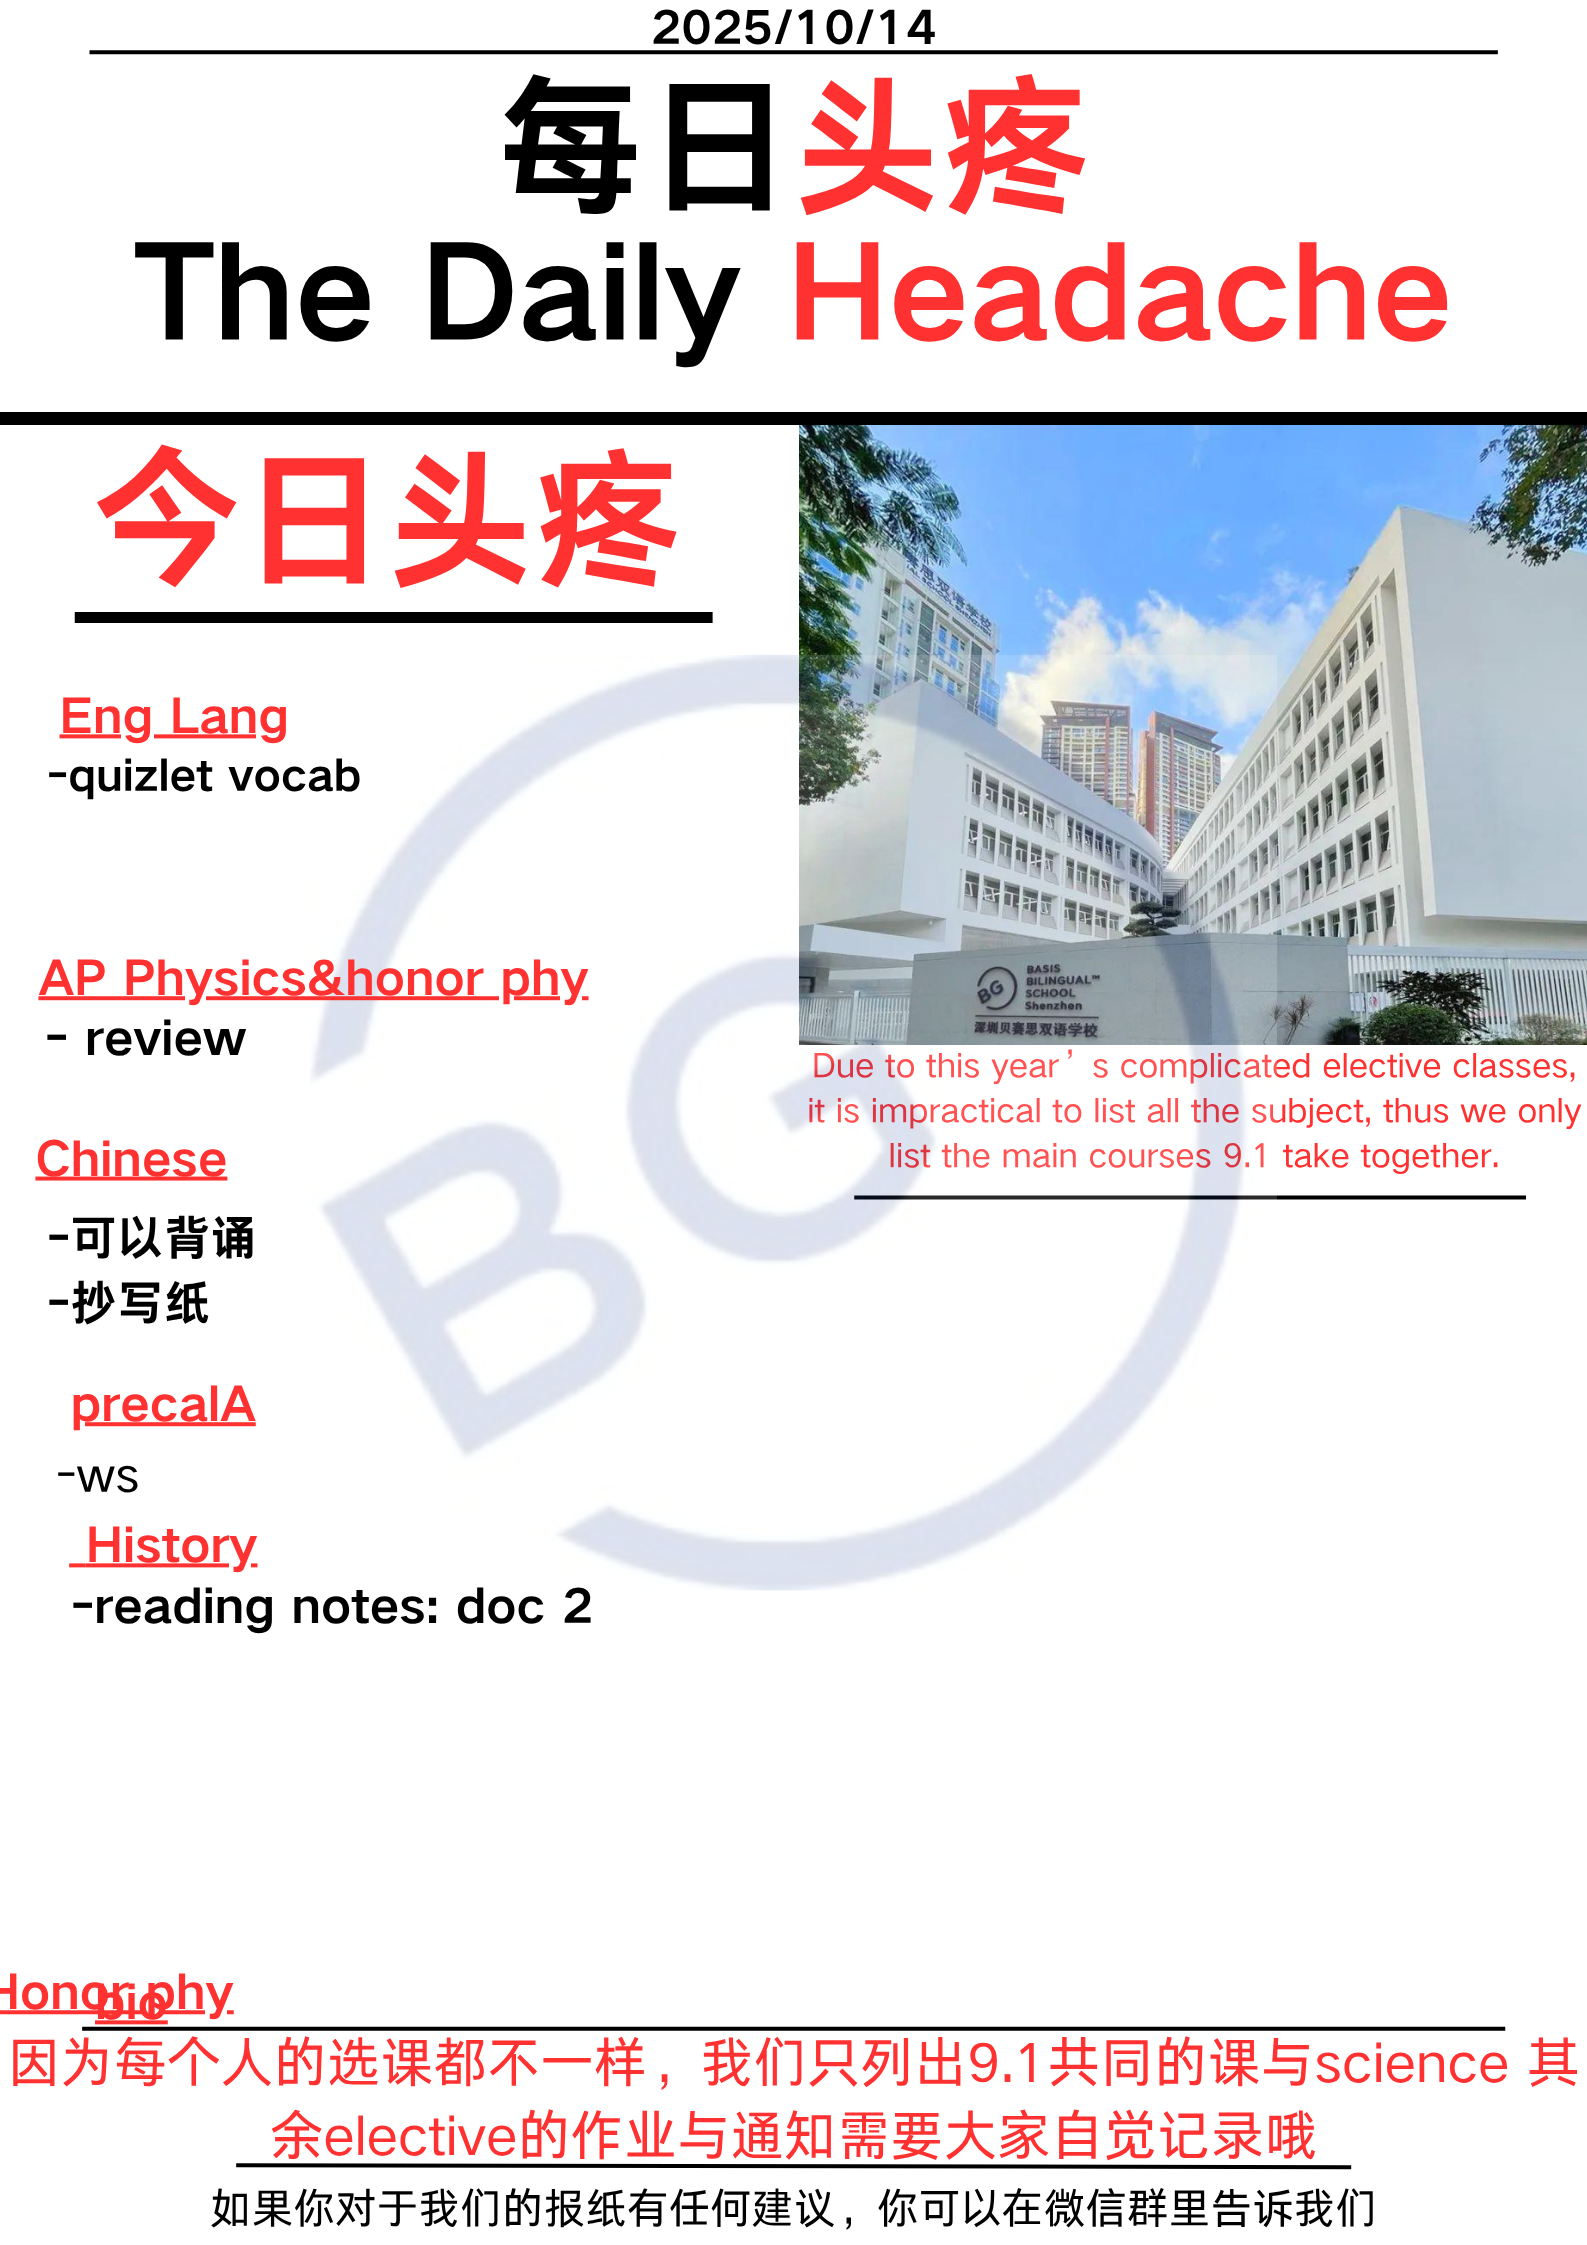 2025/10/14
每日头疼
The Daily Headache
今日头疼
Eng Lang
-quizlet vocab
AP Physics&honor phy
- review
Chinese
-可以背诵
-抄写纸
precalA
-ws
History
-reading notes: doc 2
思双语学校
BG
BASIS
BILINGUAL™
SCHOOL
Shenzhen
深圳贝赛思双语学校
Due to this year’s complicated elective classes,
it is impractical to list all the subject, thus we only
list the main courses 9.1 take together.
BG
Honor phy
bio
因为每个人的选课都不一样，我们只列出9.1共同的课与science 其
余elective的作业与通知需要大家自觉记录哦
如果你对于我们的报纸有任何建议，你可以在微信群里告诉我们